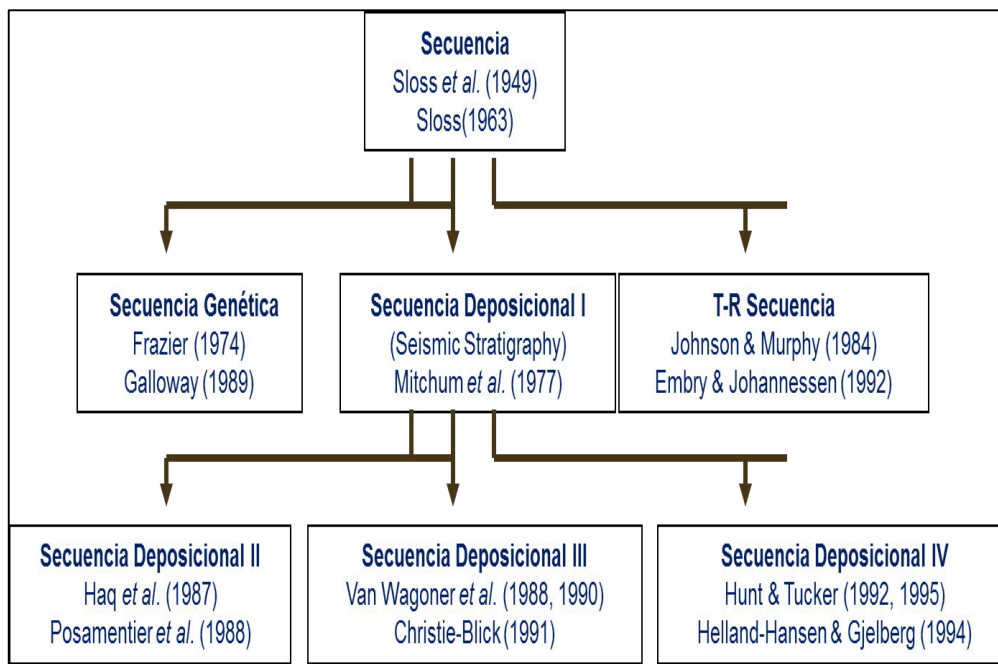 Secuencia
Sloss et al. (1949)
Sloss(1963)
Secuencia Genética
Frazier (1974)
Galloway (1989)
Secuencia Deposicional I
(Seismic Stratigraphy)
Mitchum et al. (1977)
T-R Secuencia
Johnson & Murphy (1984)
Embry & Johannessen (1992)
Secuencia Deposicional II
Haq et al. (1987)
Posamentier et al. (1988)
Secuencia Deposicional III
Van Wagoner et al. (1988, 1990)
Christie-Blick (1991)
Secuencia Deposicional IV
Hunt & Tucker (1992, 1995)
Helland-Hansen & Gjelberg (1994)